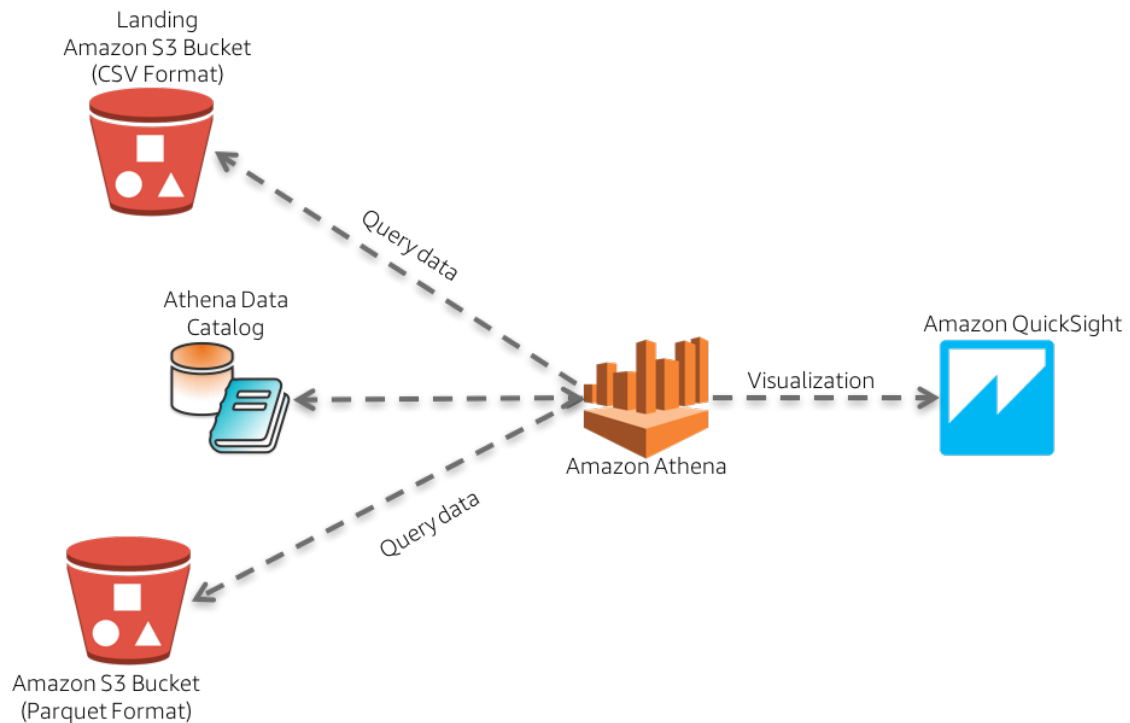 Landing
Amazon S3 Bucket
(CSV Format)
Query data
Athena Data
Catalog
Amazon QuickSight
Visualization
Amazon Athena
Query data
Amazon S3 Bucket
(Parquet Format)